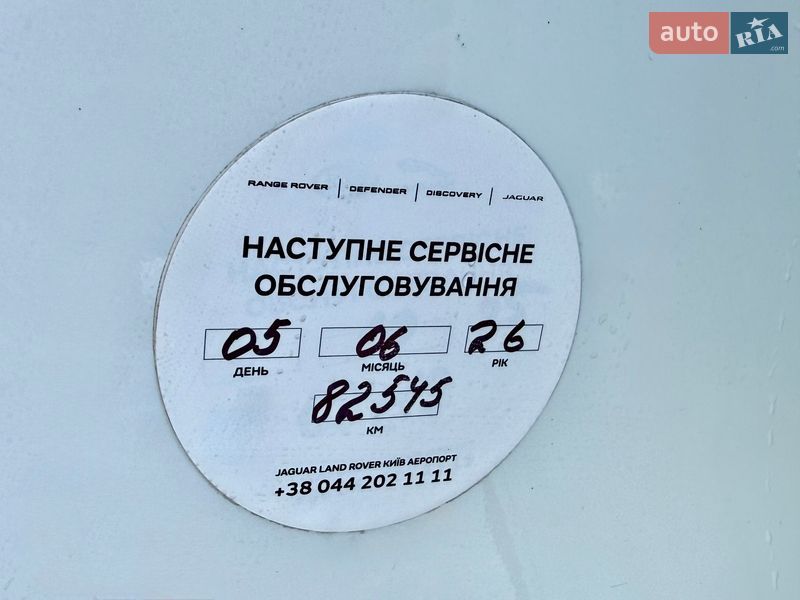 auto RIA .com
RANGE ROVER | DEFENDER | DISCOVERY | JAGUAR
НАСТУПНЕ СЕРВІСНЕ
ОБСЛУГОВУВАННЯ
05 06 26
ДЕНЬ МІСЯЦЬ РІК
82545
КМ
JAGUAR LAND ROVER КИЇВ АЕРОПОРТ
+38 044 202 11 11